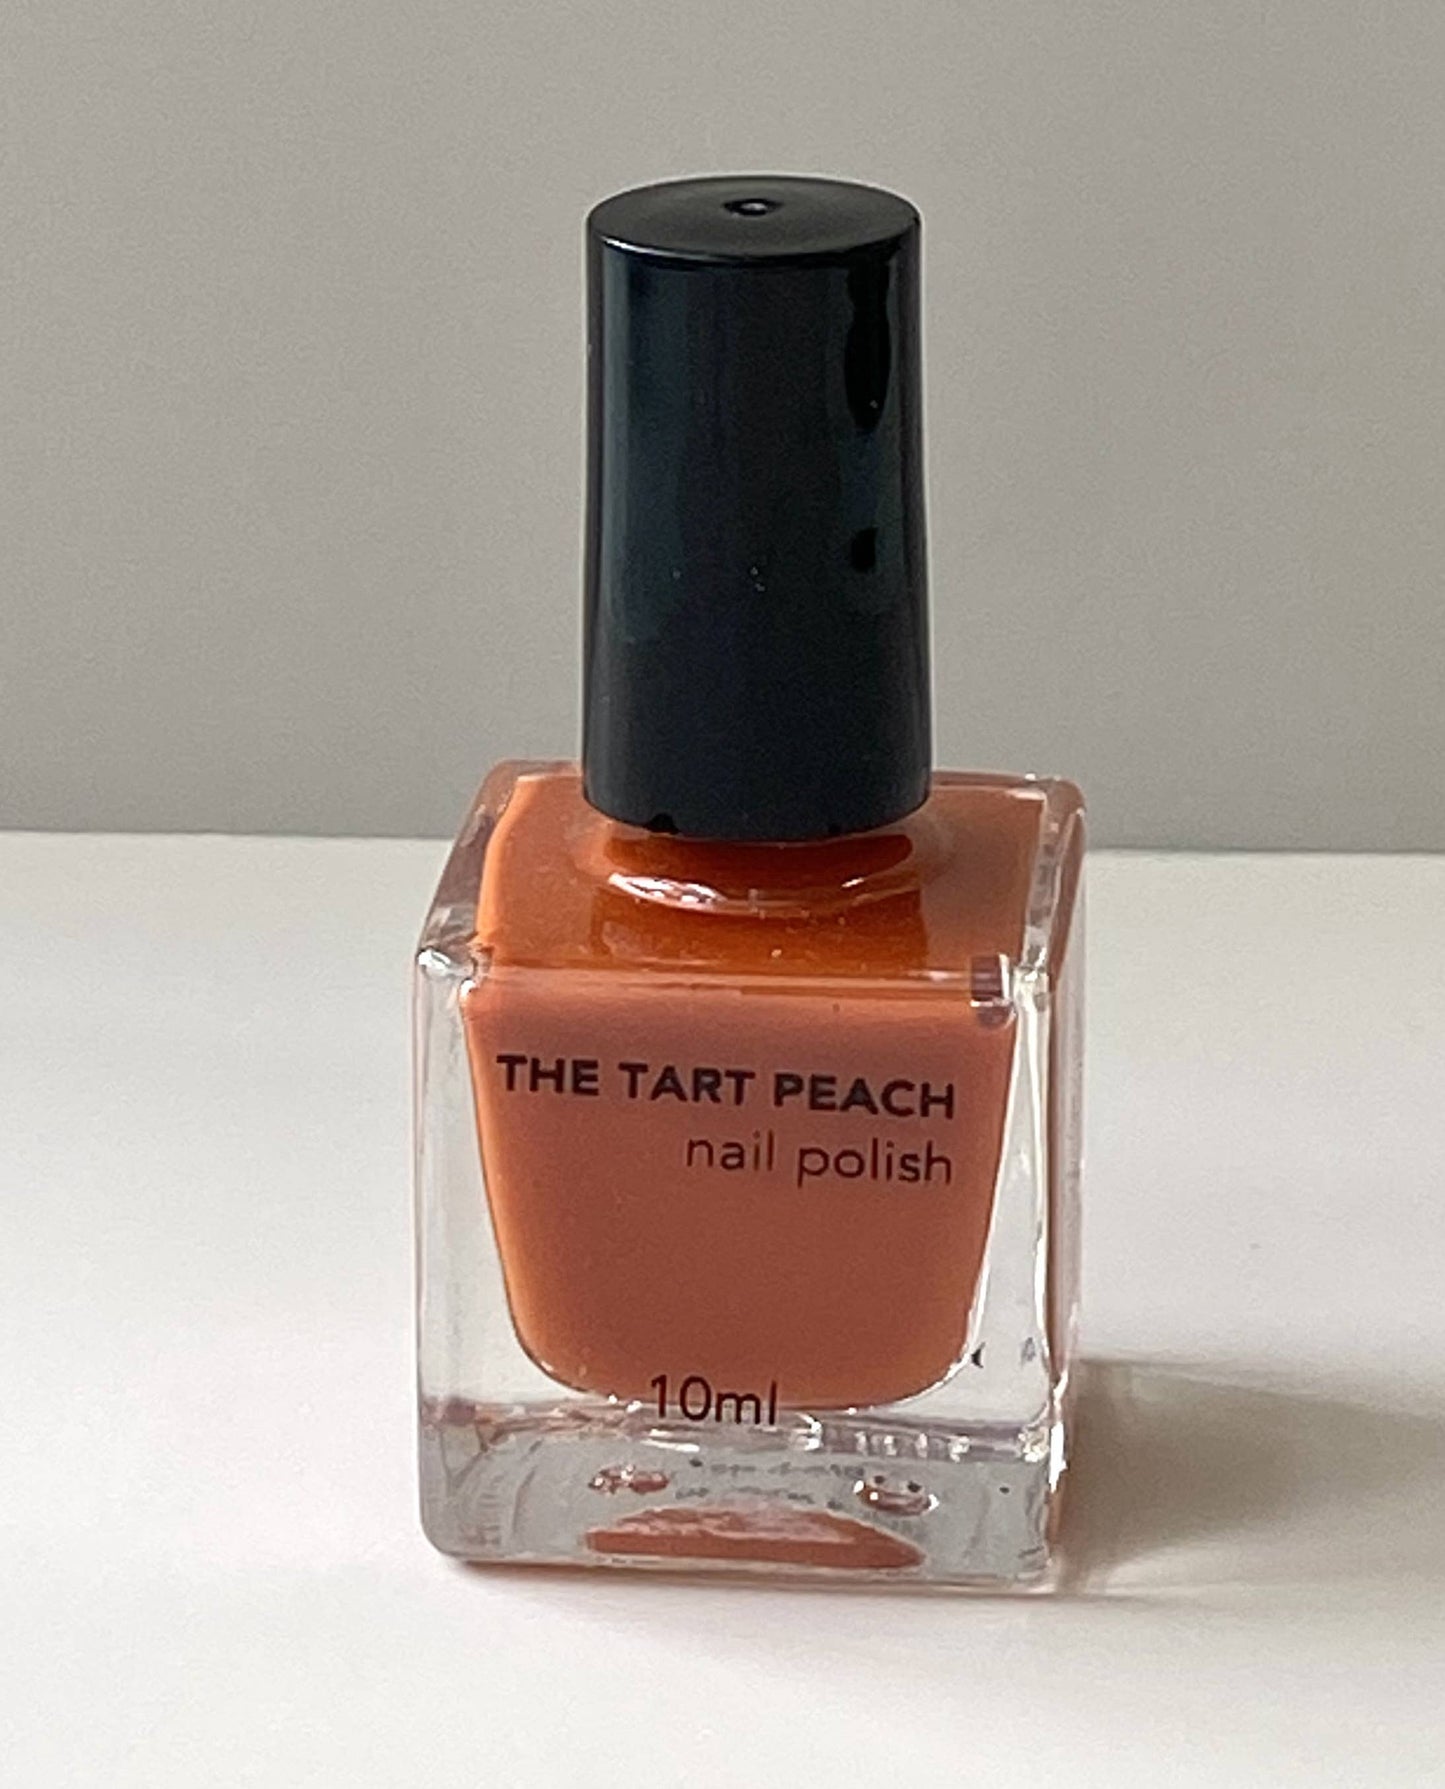 THE TART PEACH
nail polish
10ml